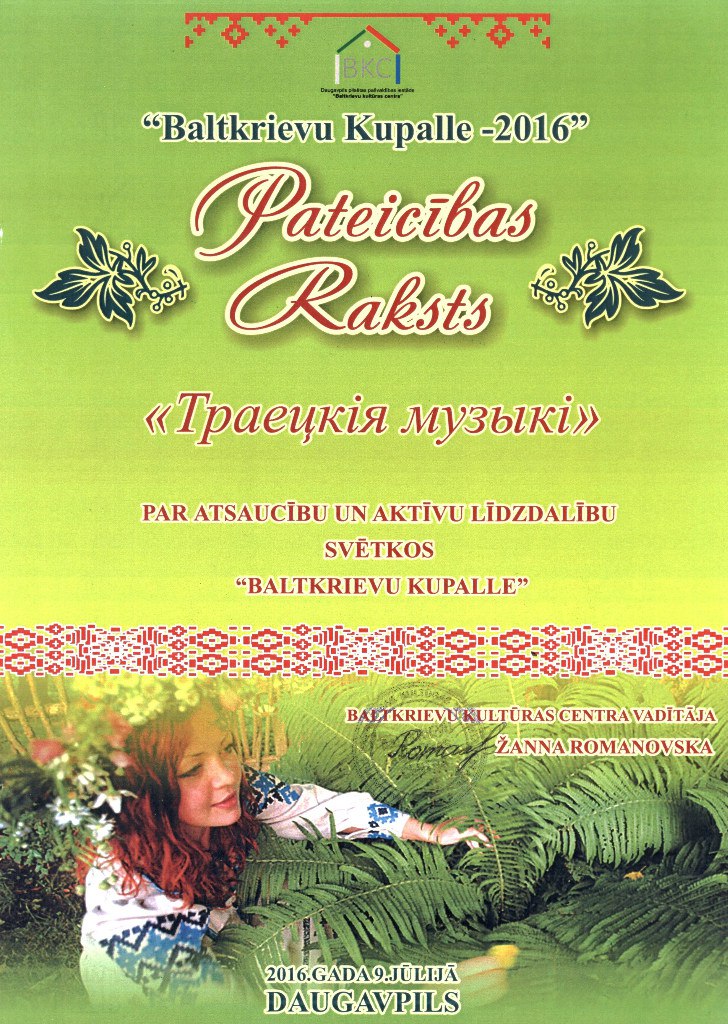 BKC
Daugavpils pilsētas pašvaldības iestāde
"Baltkrievu kultūras centrs"
“Baltkrievu Kupalle -2016”
Pateicības
Raksts
«Траецкія музыкі»
PAR ATSAUCĪBU UN AKTĪVU LĪDZDALĪBU
SVĒTKOS
“BALTKRIEVU KUPALLE”
BALTKRIEVU KULTŪRAS CENTRA VADĪTĀJA
ŽANNA ROMANOVSKA
2016.GADA 9.JŪLIJĀ
DAUGAVPILS